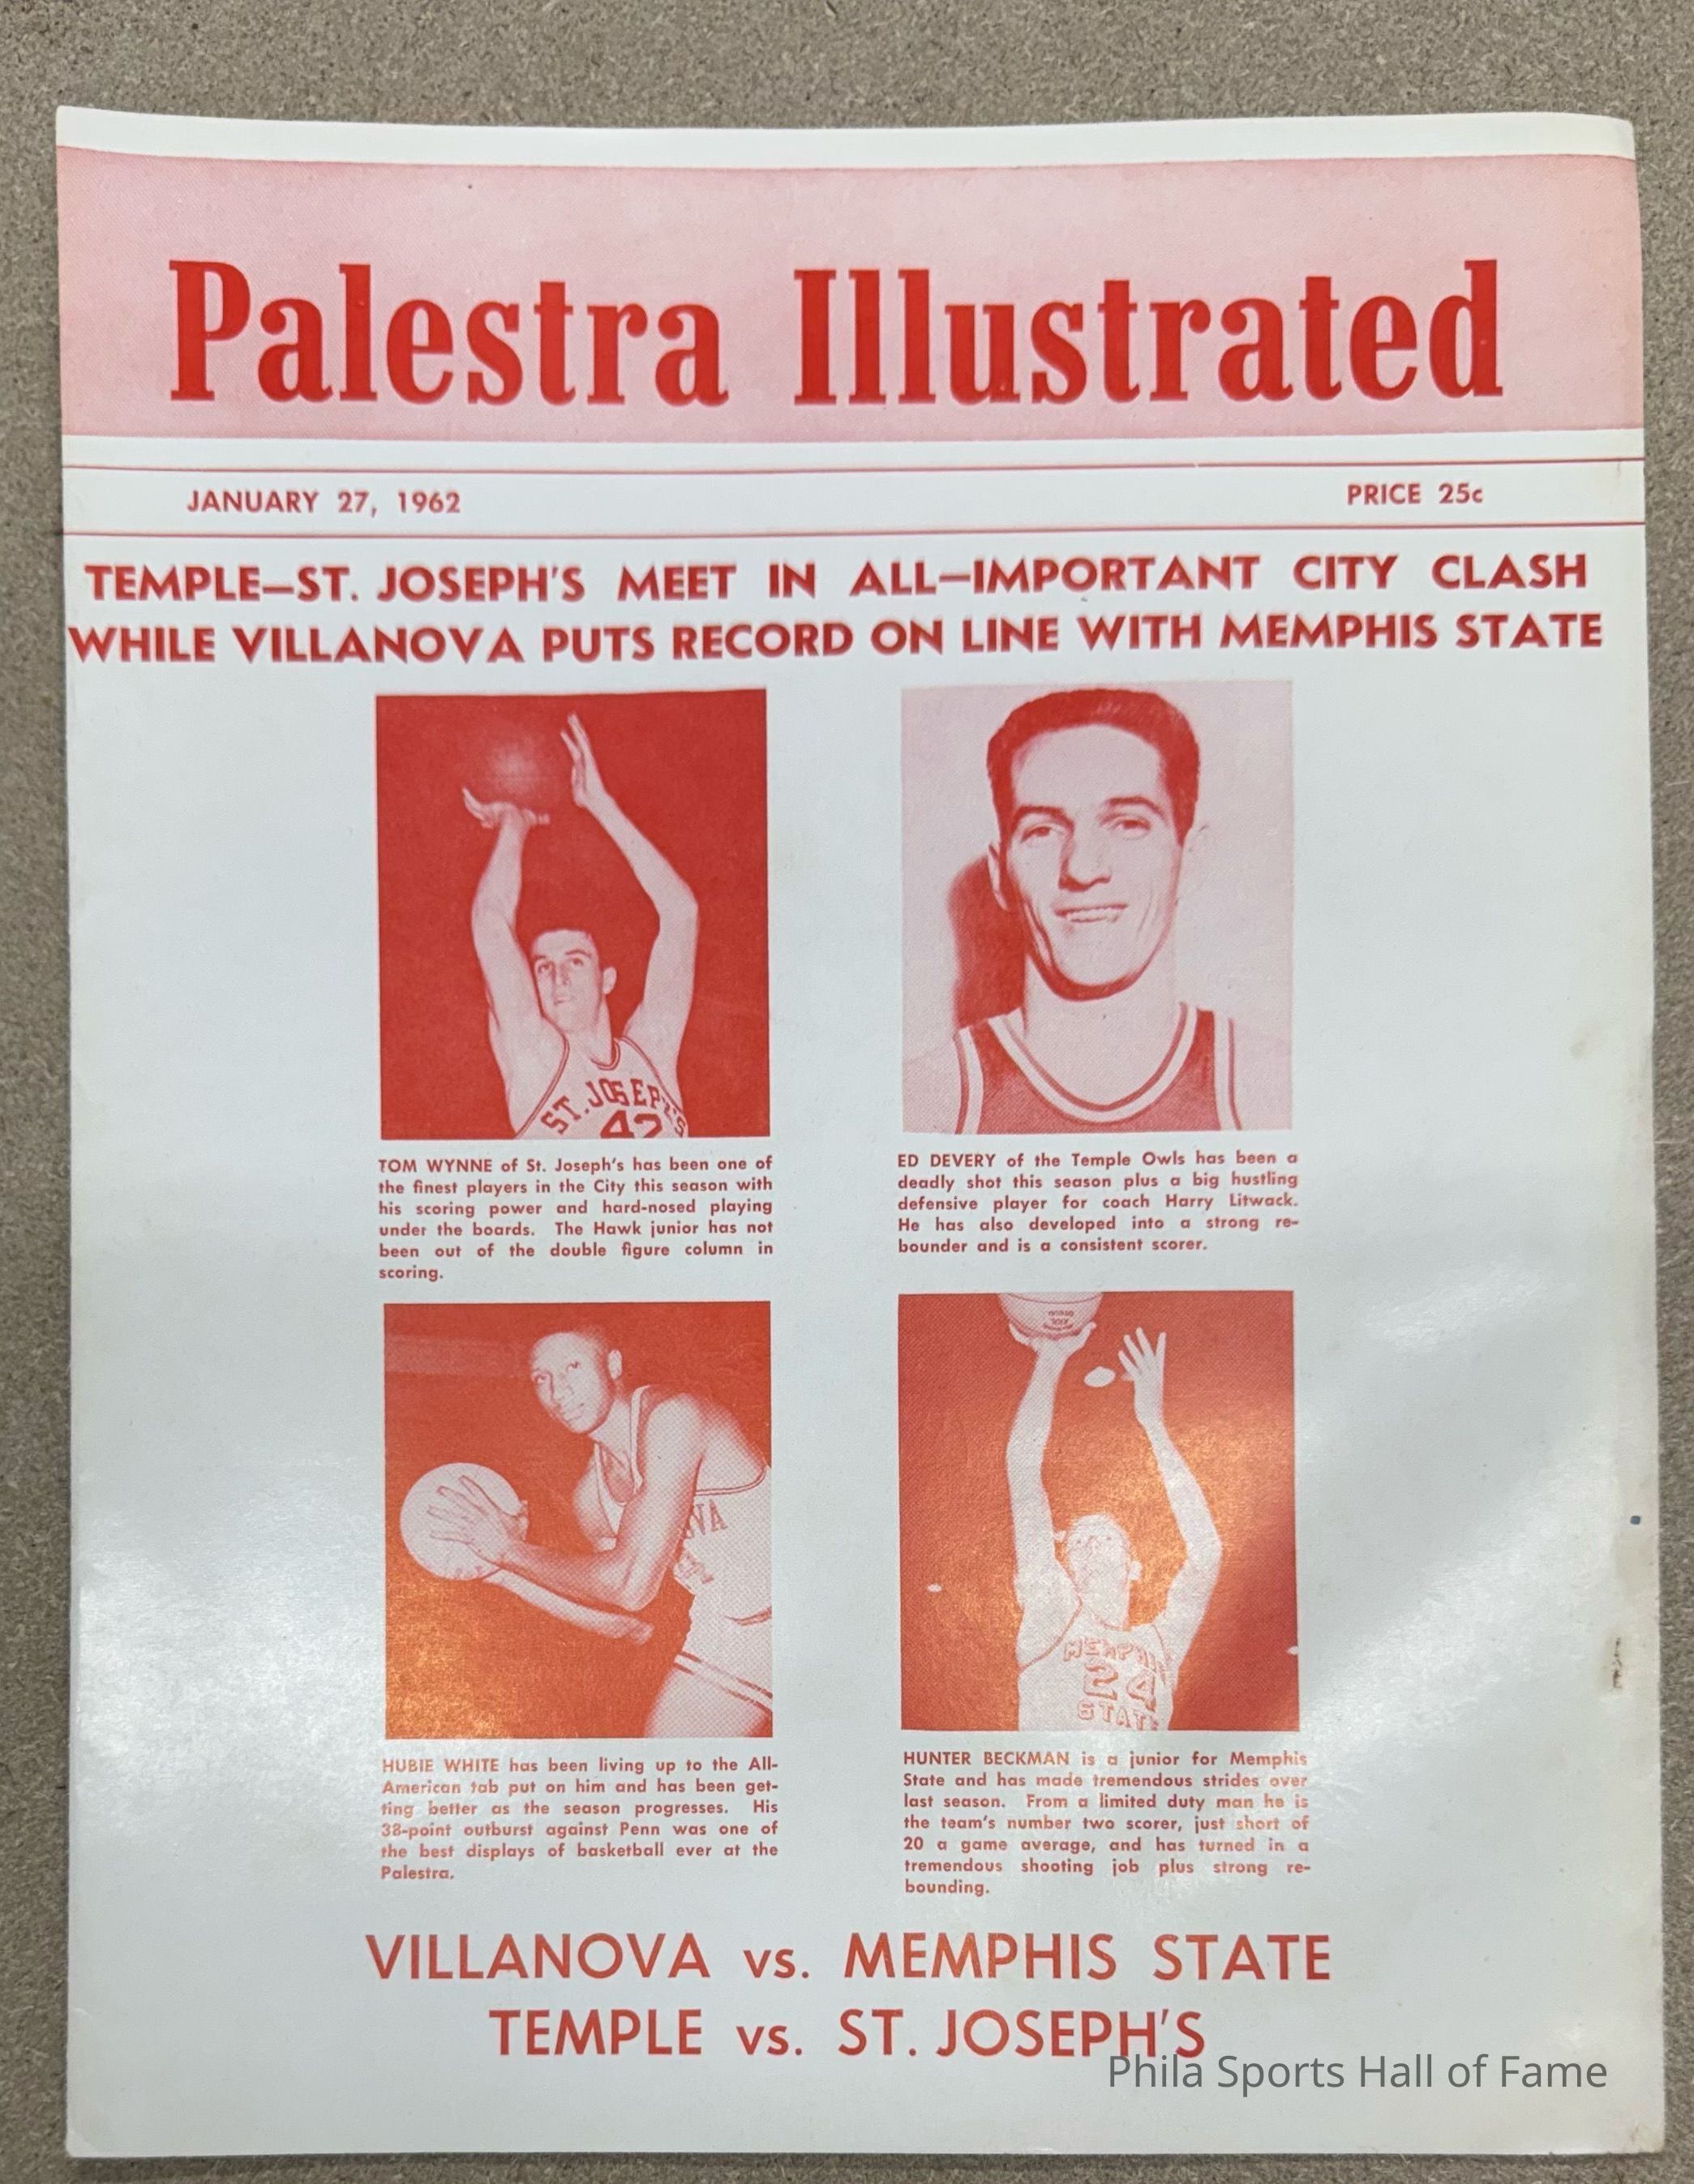 Palestra Illustrated
JANUARY 27, 1962
PRICE 25c
TEMPLE—ST. JOSEPH'S MEET IN ALL—IMPORTANT CITY CLASH
WHILE VILLANOVA PUTS RECORD ON LINE WITH MEMPHIS STATE
ST. JOSEPH'S
42
TOM WYNNE of St. Joseph's has been one of
the finest players in the City this season with
his scoring power and hard-nosed playing
under the boards. The Hawk junior has not
been out of the double figure column in
scoring.
ED DEVERY of the Temple Owls has been a
deadly shot this season plus a big hustling
defensive player for coach Harry Litwack.
He has also developed into a strong re-
bounder and is a consistent scorer.
VA
MEMPHI
24
STATE
HUBIE WHITE has been living up to the All-
American tab put on him and has been get-
ting better as the season progresses. His
38-point outburst against Penn was one of
the best displays of basketball ever at the
Palestra.
HUNTER BECKMAN is a junior for Memphis
State and has made tremendous strides over
last season. From a limited duty man he is
the team's number two scorer, just short of
20 a game average, and has turned in a
tremendous shooting job plus strong re-
bounding.
VILLANOVA vs. MEMPHIS STATE
TEMPLE vs. ST. JOSEPH'S
Phila Sports Hall of Fame